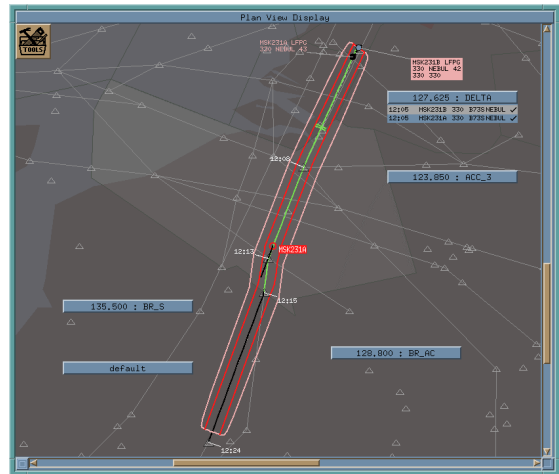 Plan View Display
TOOLS
MSK231A LFPG
330 NEBUL 43
MSK231B LFPG
330 NEBUL 42
330 330
127.625 : DELTA
12:05 MSK231B 330 B73S NEBUL ✓
12:05 MSK231A 330 B73S NEBUL ✓
12:08
123.850 : ACC_3
12:13
MSK231A
12:15
135.500 : BR_S
128.800 : BR_AC
default
12:24